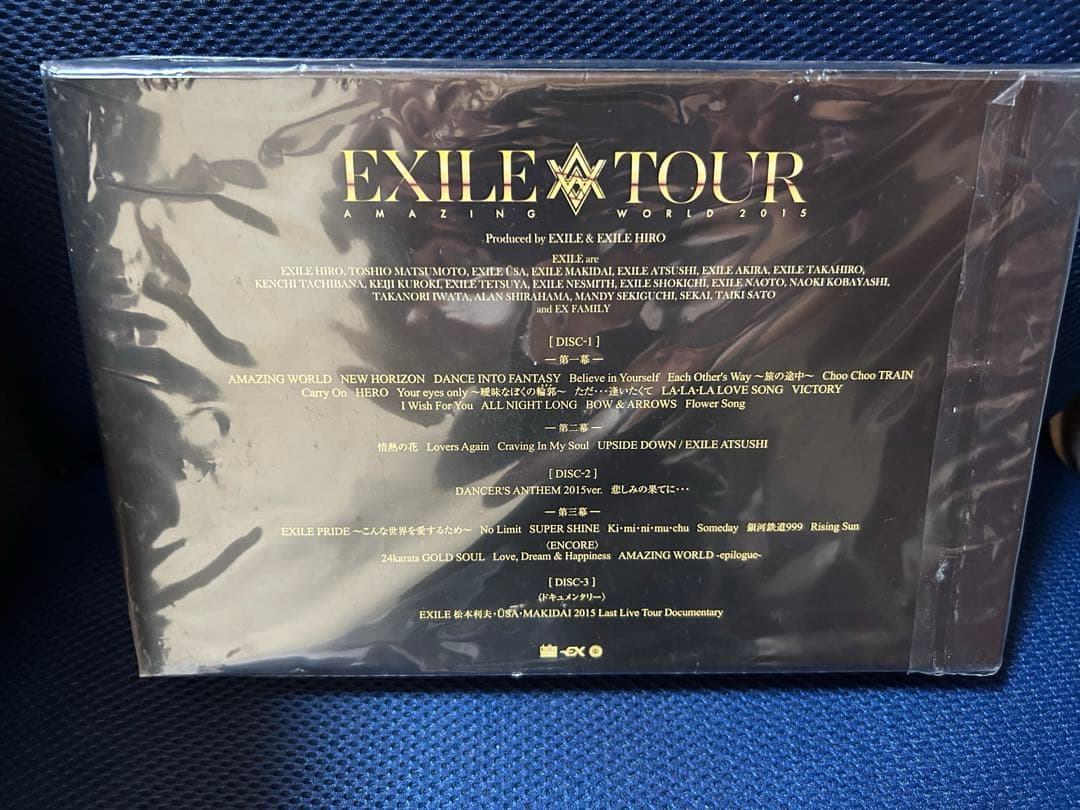 EXILE TOUR
AMAZING WORLD 2015
Produced by EXILE & EXILE HIRO
EXILE are
EXILE HIRO, TOSHIO MATSUMOTO, EXILE ÜSA, EXILE MAKIDAI, EXILE ATSUSHI, EXILE AKIRA, EXILE TAKAHIRO,
KENCHI TACHIBANA, KEIJI KUROKI, EXILE TETSUYA, EXILE NESMITH, EXILE SHOKICHI, EXILE NAOTO, NAOKI KOBAYASHI,
TAKANORI IWATA, ALAN SHIRAHAMA, MANDY SEKIGUCHI, SEKAI, TAIKI SATO
and EX FAMILY
[ DISC-1 ]
― 第一幕 ―
AMAZING WORLD NEW HORIZON DANCE INTO FANTASY Believe in Yourself Each Other's Way ～旅の途中～ Choo Choo TRAIN
Carry On HERO Your eyes only ～曖昧なぼくの輪郭～ ただ･･･逢いたくて LA･LA･LA LOVE SONG VICTORY
I Wish For You ALL NIGHT LONG BOW & ARROWS Flower Song
― 第二幕 ―
情熱の花 Lovers Again Craving In My Soul UPSIDE DOWN / EXILE ATSUSHI
[ DISC-2 ]
DANCER'S ANTHEM 2015ver. 悲しみの果てに･･･
― 第三幕 ―
EXILE PRIDE ～こんな世界を愛するため～ No Limit SUPER SHINE Ki･mi･ni･mu･chu Someday 銀河鉄道999 Rising Sun
〈ENCORE〉
24karats GOLD SOUL Love, Dream & Happiness AMAZING WORLD -epilogue-
[ DISC-3 ]
〈ドキュメンタリー〉
EXILE 松本利夫･ÜSA･MAKIDAI 2015 Last Live Tour Documentary
EX